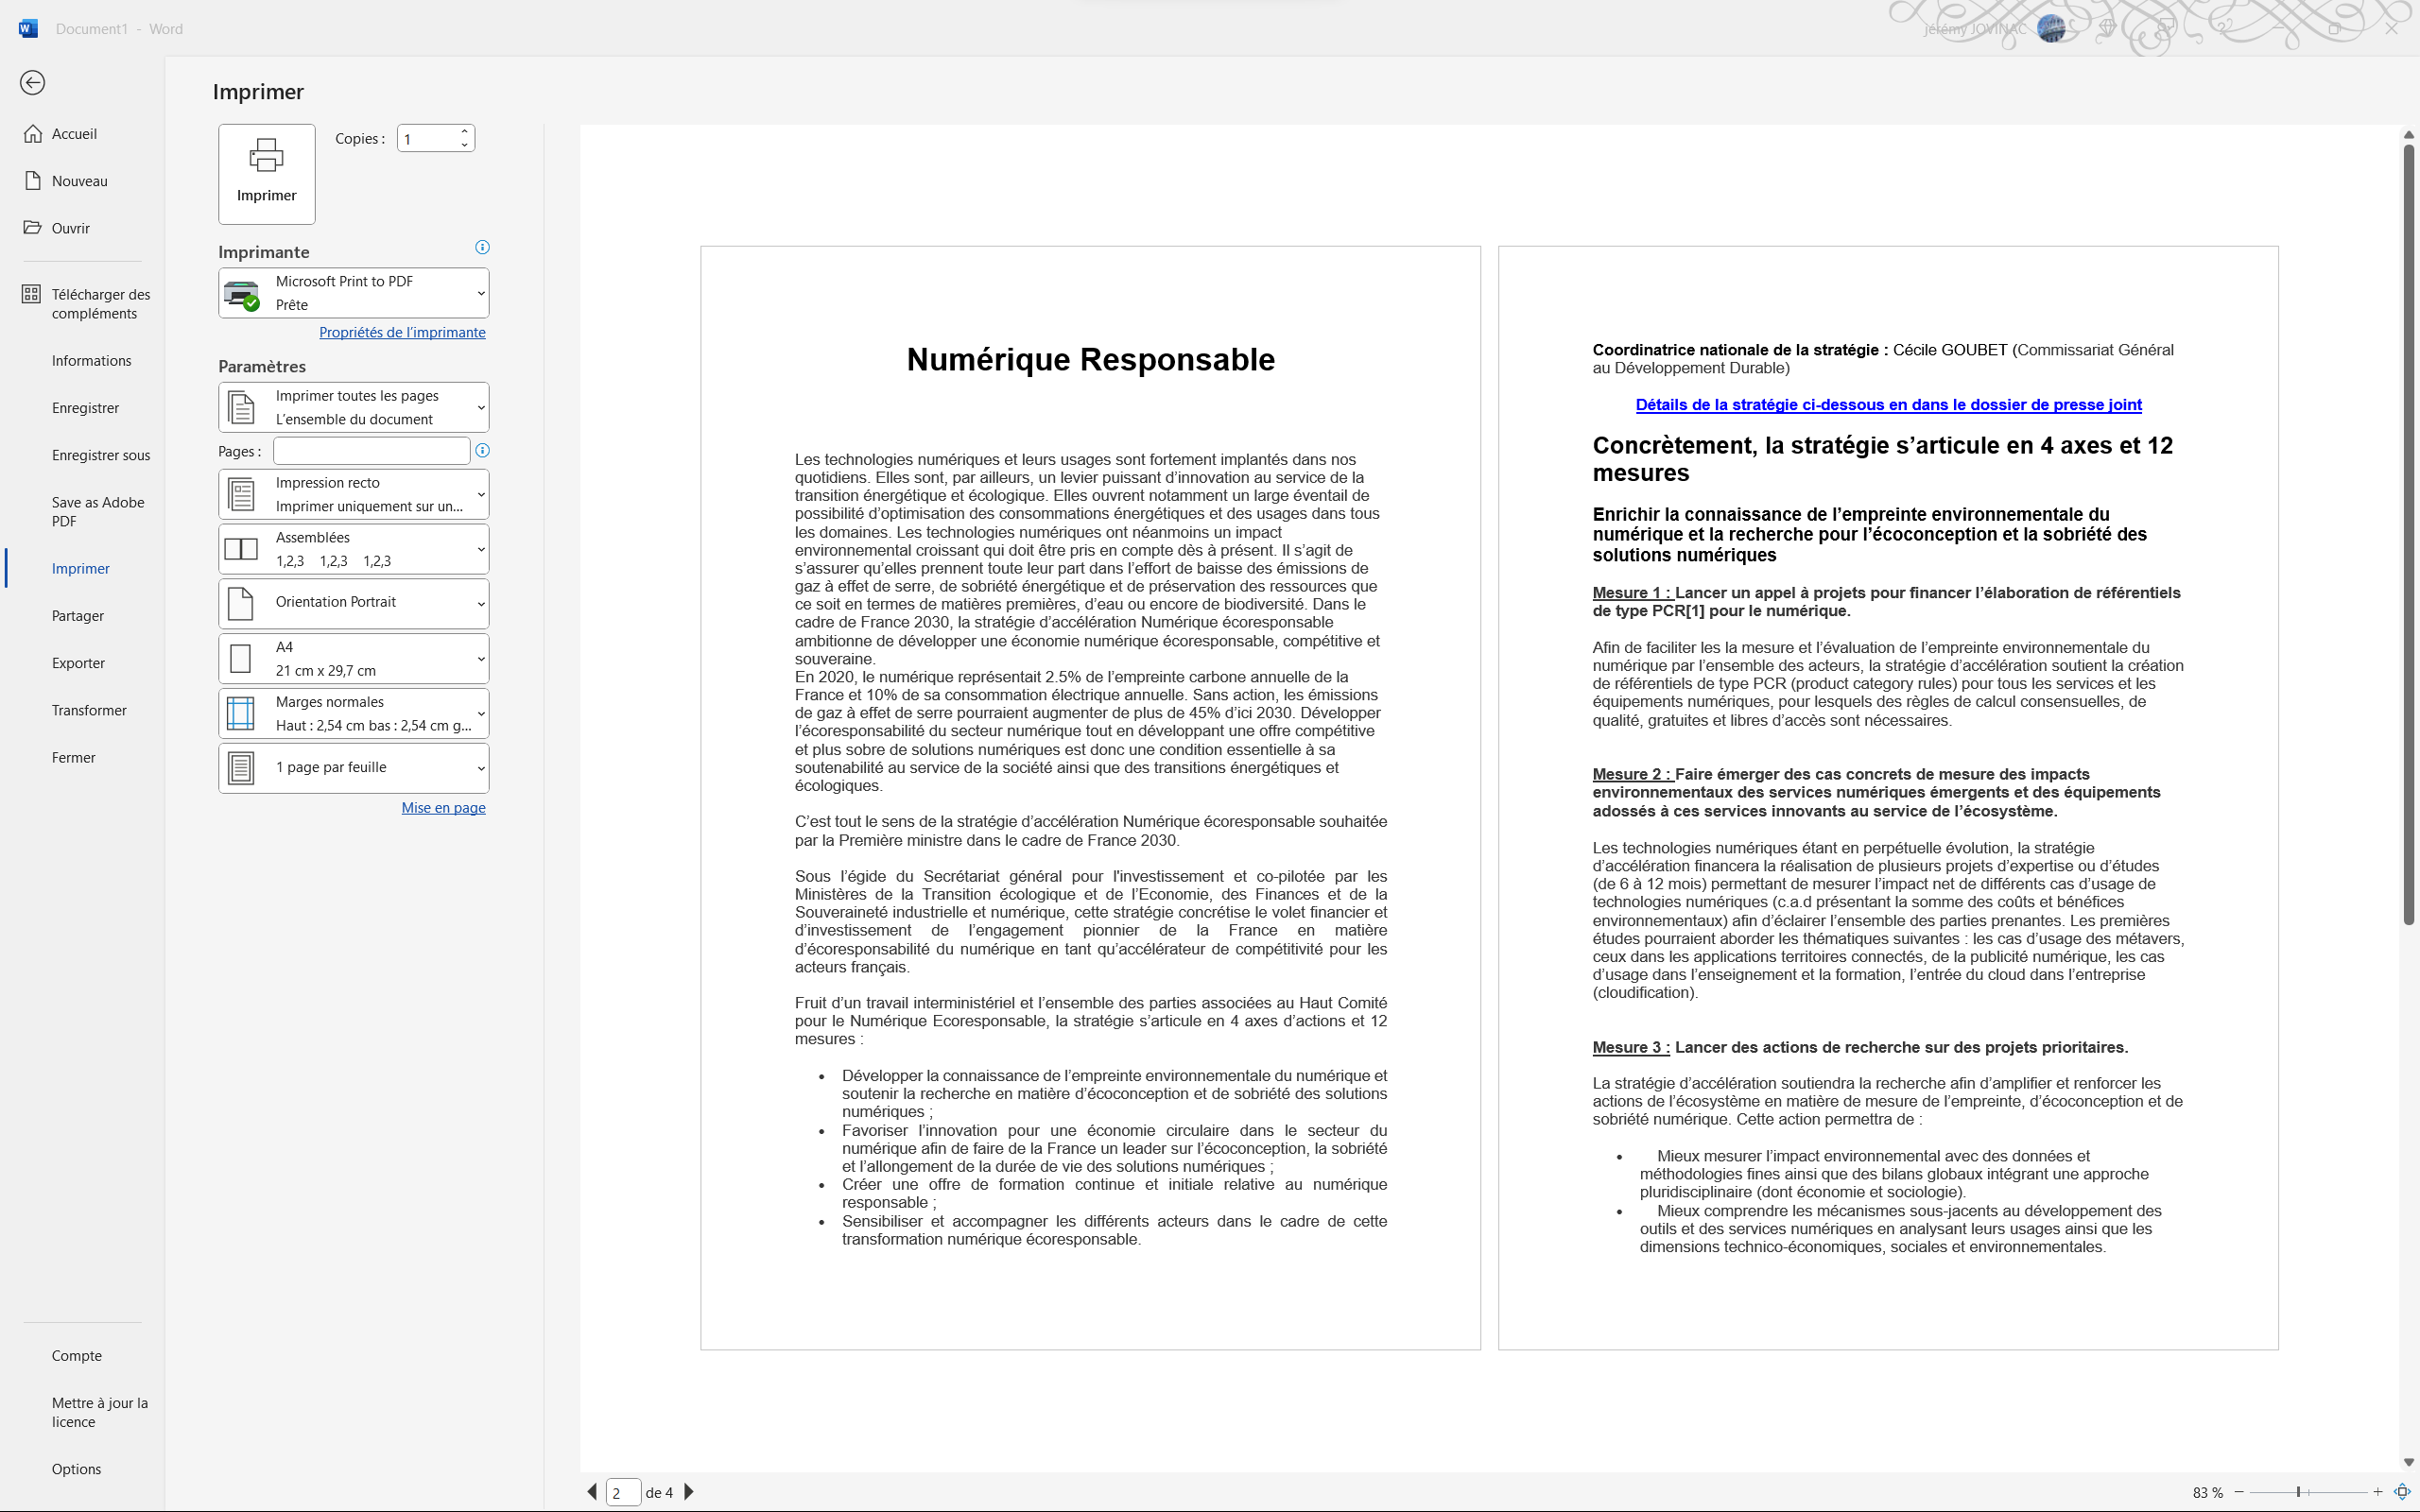 Document1 - Word
jérémy JOVINAC
Imprimer
Accueil
Nouveau
Ouvrir
Télécharger des
compléments
Informations
Enregistrer
Enregistrer sous
Save as Adobe
PDF
Imprimer
Partager
Exporter
Transformer
Fermer
Compte
Mettre à jour la
licence
Options
Imprimer
Copies : 1
Imprimante
Microsoft Print to PDF
Prête
Propriétés de l'imprimante
Paramètres
Imprimer toutes les pages
L'ensemble du document
Pages :
Impression recto
Imprimer uniquement sur un...
Assemblées
1,2,3 1,2,3 1,2,3
Orientation Portrait
A4
21 cm x 29,7 cm
Marges normales
Haut : 2,54 cm bas : 2,54 cm g...
1 page par feuille
Mise en page
Numérique Responsable
Les technologies numériques et leurs usages sont fortement implantés dans nos
quotidiens. Elles sont, par ailleurs, un levier puissant d'innovation au service de la
transition énergétique et écologique. Elles ouvrent notamment un large éventail de
possibilité d'optimisation des consommations énergétiques et des usages dans tous
les domaines. Les technologies numériques ont néanmoins un impact
environnemental croissant qui doit être pris en compte dès à présent. Il s'agit de
s'assurer qu'elles prennent toute leur part dans l'effort de baisse des émissions de
gaz à effet de serre, de sobriété énergétique et de préservation des ressources que
ce soit en termes de matières premières, d'eau ou encore de biodiversité. Dans le
cadre de France 2030, la stratégie d'accélération Numérique écoresponsable
ambitionne de développer une économie numérique écoresponsable, compétitive et
souveraine.
En 2020, le numérique représentait 2.5% de l'empreinte carbone annuelle de la
France et 10% de sa consommation électrique annuelle. Sans action, les émissions
de gaz à effet de serre pourraient augmenter de plus de 45% d'ici 2030. Développer
l'écoresponsabilité du secteur numérique tout en développant une offre compétitive
et plus sobre de solutions numériques est donc une condition essentielle à sa
soutenabilité au service de la société ainsi que des transitions énergétiques et
écologiques.
C'est tout le sens de la stratégie d'accélération Numérique écoresponsable souhaitée
par la Première ministre dans le cadre de France 2030.
Sous l'égide du Secrétariat général pour l'investissement et co-pilotée par les
Ministères de la Transition écologique et de l'Economie, des Finances et de la
Souveraineté industrielle et numérique, cette stratégie concrétise le volet financier et
d'investissement de l'engagement pionnier de la France en matière
d'écoresponsabilité du numérique en tant qu'accélérateur de compétitivité pour les
acteurs français.
Fruit d'un travail interministériel et l'ensemble des parties associées au Haut Comité
pour le Numérique Ecoresponsable, la stratégie s'articule en 4 axes d'actions et 12
mesures :
• Développer la connaissance de l'empreinte environnementale du numérique et
soutenir la recherche en matière d'écoconception et de sobriété des solutions
numériques ;
• Favoriser l'innovation pour une économie circulaire dans le secteur du
numérique afin de faire de la France un leader sur l'écoconception, la sobriété
et l'allongement de la durée de vie des solutions numériques ;
• Créer une offre de formation continue et initiale relative au numérique
responsable ;
• Sensibiliser et accompagner les différents acteurs dans le cadre de cette
transformation numérique écoresponsable.
Coordinatrice nationale de la stratégie : Cécile GOUBET (Commissariat Général
au Développement Durable)
Détails de la stratégie ci-dessous en dans le dossier de presse joint
Concrètement, la stratégie s'articule en 4 axes et 12
mesures
Enrichir la connaissance de l'empreinte environnementale du
numérique et la recherche pour l'écoconception et la sobriété des
solutions numériques
Mesure 1 : Lancer un appel à projets pour financer l'élaboration de référentiels
de type PCR[1] pour le numérique.
Afin de faciliter les la mesure et l'évaluation de l'empreinte environnementale du
numérique par l'ensemble des acteurs, la stratégie d'accélération soutient la création
de référentiels de type PCR (product category rules) pour tous les services et les
équipements numériques, pour lesquels des règles de calcul consensuelles, de
qualité, gratuites et libres d'accès sont nécessaires.
Mesure 2 : Faire émerger des cas concrets de mesure des impacts
environnementaux des services numériques émergents et des équipements
adossés à ces services innovants au service de l'écosystème.
Les technologies numériques étant en perpétuelle évolution, la stratégie
d'accélération financera la réalisation de plusieurs projets d'expertise ou d'études
(de 6 à 12 mois) permettant de mesurer l'impact net de différents cas d'usage de
technologies numériques (c.a.d présentant la somme des coûts et bénéfices
environnementaux) afin d'éclairer l'ensemble des parties prenantes. Les premières
études pourraient aborder les thématiques suivantes : les cas d'usage des métavers,
ceux dans les applications territoires connectés, de la publicité numérique, les cas
d'usage dans l'enseignement et la formation, l'entrée du cloud dans l'entreprise
(cloudification).
Mesure 3 : Lancer des actions de recherche sur des projets prioritaires.
La stratégie d'accélération soutiendra la recherche afin d'amplifier et renforcer les
actions de l'écosystème en matière de mesure de l'empreinte, d'écoconception et de
sobriété numérique. Cette action permettra de :
• Mieux mesurer l'impact environnemental avec des données et
méthodologies fines ainsi que des bilans globaux intégrant une approche
pluridisciplinaire (dont économie et sociologie).
• Mieux comprendre les mécanismes sous-jacents au développement des
outils et des services numériques en analysant leurs usages ainsi que les
dimensions technico-économiques, sociales et environnementales.
2 de 4
83 %